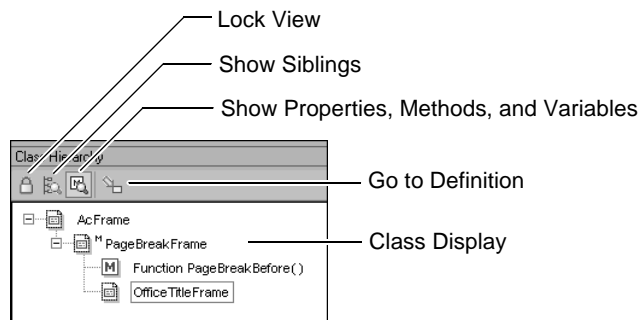 Lock View
Show Siblings
Show Properties, Methods, and Variables
Class Hierarchy
Go to Definition
AcFrame
Class Display
M PageBreakFrame
M Function PageBreakBefore()
OfficeTitleFrame